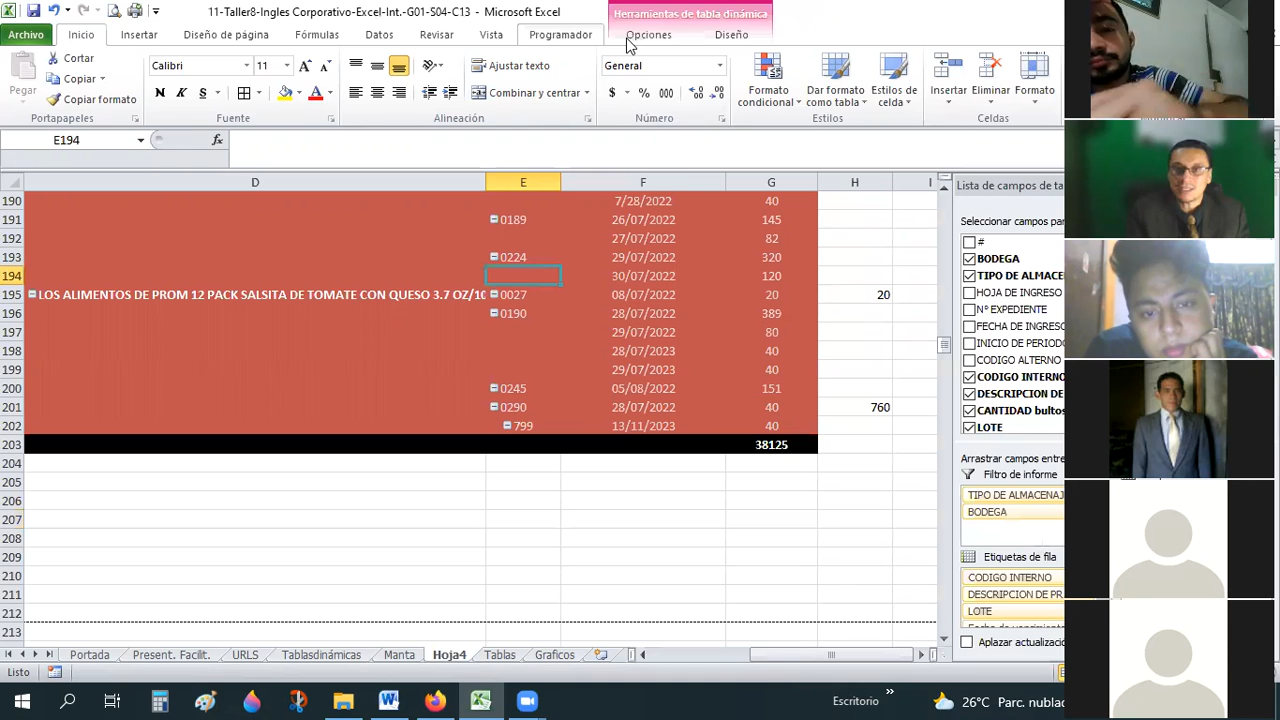 11-Taller8-Ingles Corporativo-Excel-Int.-G01-S04-C13 - Microsoft Excel
Herramientas de tabla dinámica
Archivo Inicio Insertar Diseño de página Fórmulas Datos Revisar Vista Programador Opciones Diseño
Pegar
Cortar
Copiar
Copiar formato
Portapapeles
Calibri 11
N K S
Fuente
Ajustar texto
Combinar y centrar
Alineación
General
$ % 000
Número
Formato condicional
Dar formato como tabla
Estilos de celda
Estilos
Insertar Eliminar Formato
Celdas
E194 fx
D E F G H I
190 7/28/2022 40
191 0189 26/07/2022 145
192 27/07/2022 82
193 0224 29/07/2022 320
194 30/07/2022 120
195 LOS ALIMENTOS DE PROM 12 PACK SALSITA DE TOMATE CON QUESO 3.7 OZ/10 0027 08/07/2022 20 20
196 0190 28/07/2022 389
197 29/07/2022 80
198 28/07/2023 40
199 29/07/2023 40
200 0245 05/08/2022 151
201 0290 28/07/2022 40 760
202 799 13/11/2023 40
203 38125
204
205
206
207
208
209
210
211
212
213
Lista de campos de ta
Seleccionar campos par
#
BODEGA
TIPO DE ALMACE
HOJA DE INGRESO
Nº EXPEDIENTE
FECHA DE INGRESO
INICIO DE PERIODO
CODIGO ALTERNO
CODIGO INTERNO
DESCRIPCION DE
CANTIDAD bultos
LOTE
Arrastrar campos entre
Filtro de informe
TIPO DE ALMACENAJ
BODEGA
Etiquetas de fila
CODIGO INTERNO
DESCRIPCION DE PR
LOTE
Aplazar actualizació
Portada Present. Facilit. URLS Tablasdinámicas Manta Hoja4 Tablas Graficos
Listo
Escritorio » 26°C Parc. nublad